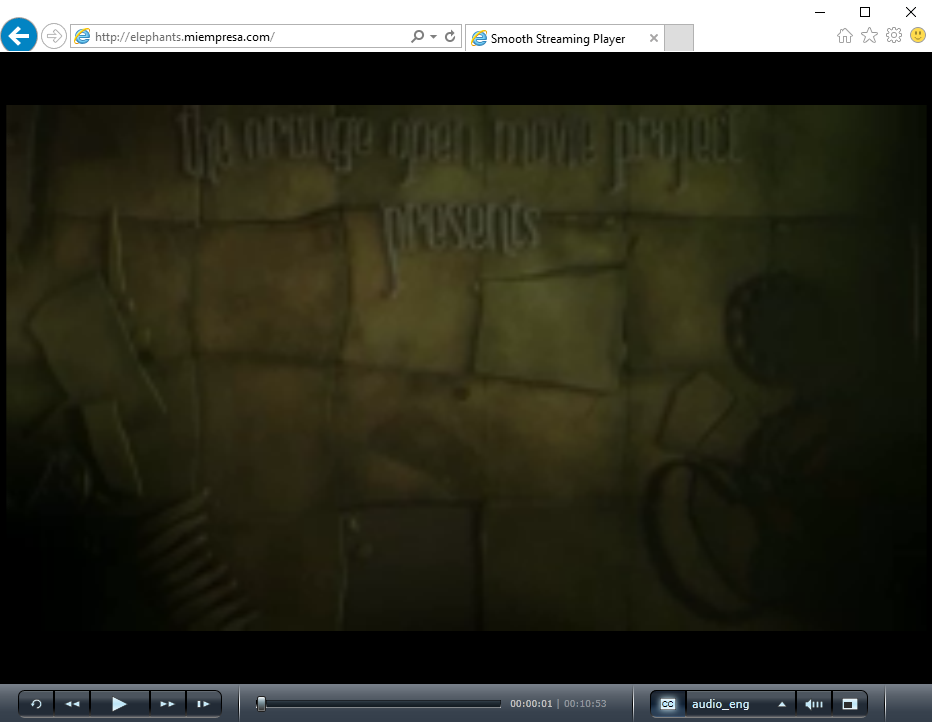 http://elephants.miempresa.com/
Smooth Streaming Player
the orange open movie project
presents
00:00:01 | 00:10:53
CC
audio_eng